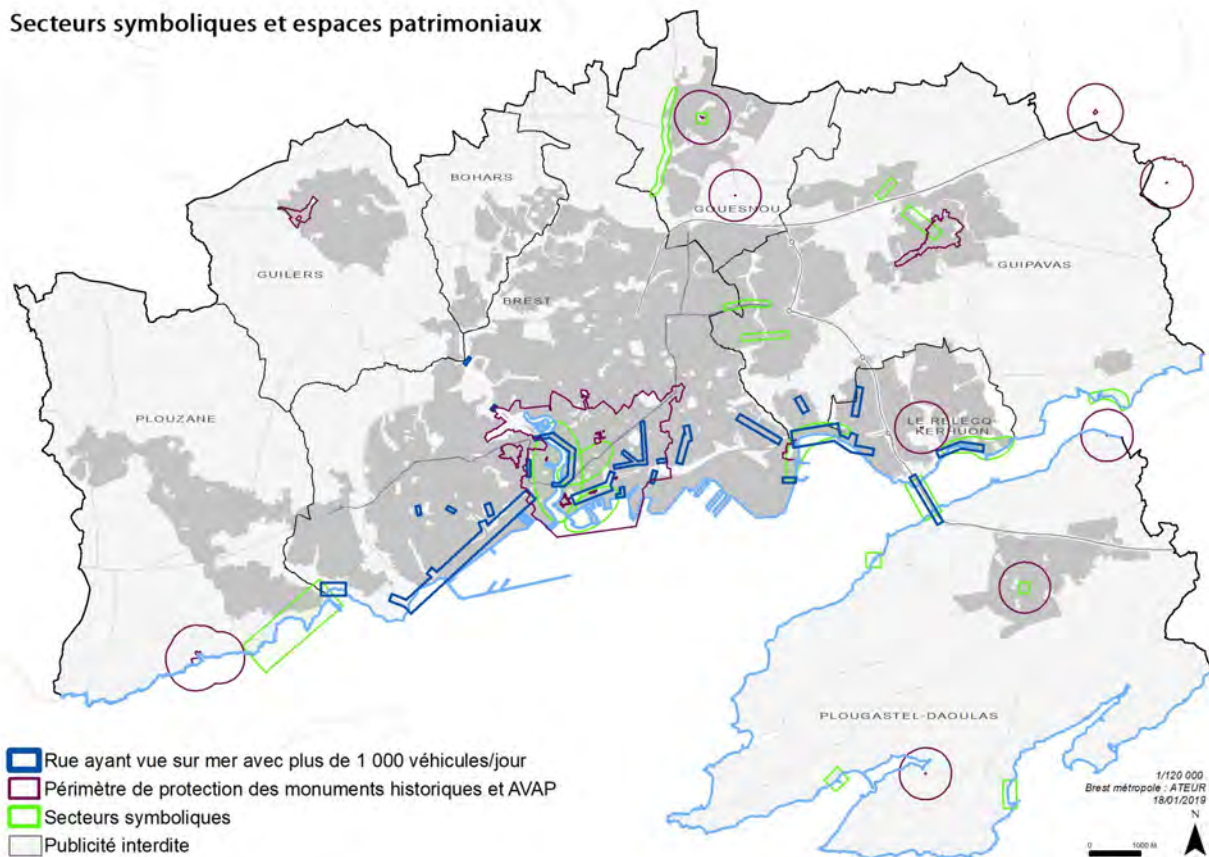 Secteurs symboliques et espaces patrimoniaux
BOHARS
GOUESNOU
GUILERS
GUIPAVAS
BREST
PLOUZANE
LE RELECQ-
KERHUON
PLOUGASTEL-DAOULAS
Rue ayant vue sur mer avec plus de 1 000 véhicules/jour
Périmètre de protection des monuments historiques et AVAP
Secteurs symboliques
Publicité interdite
1/120 000
Brest métropole : ATEUR
18/01/2019
N
0 1000 M